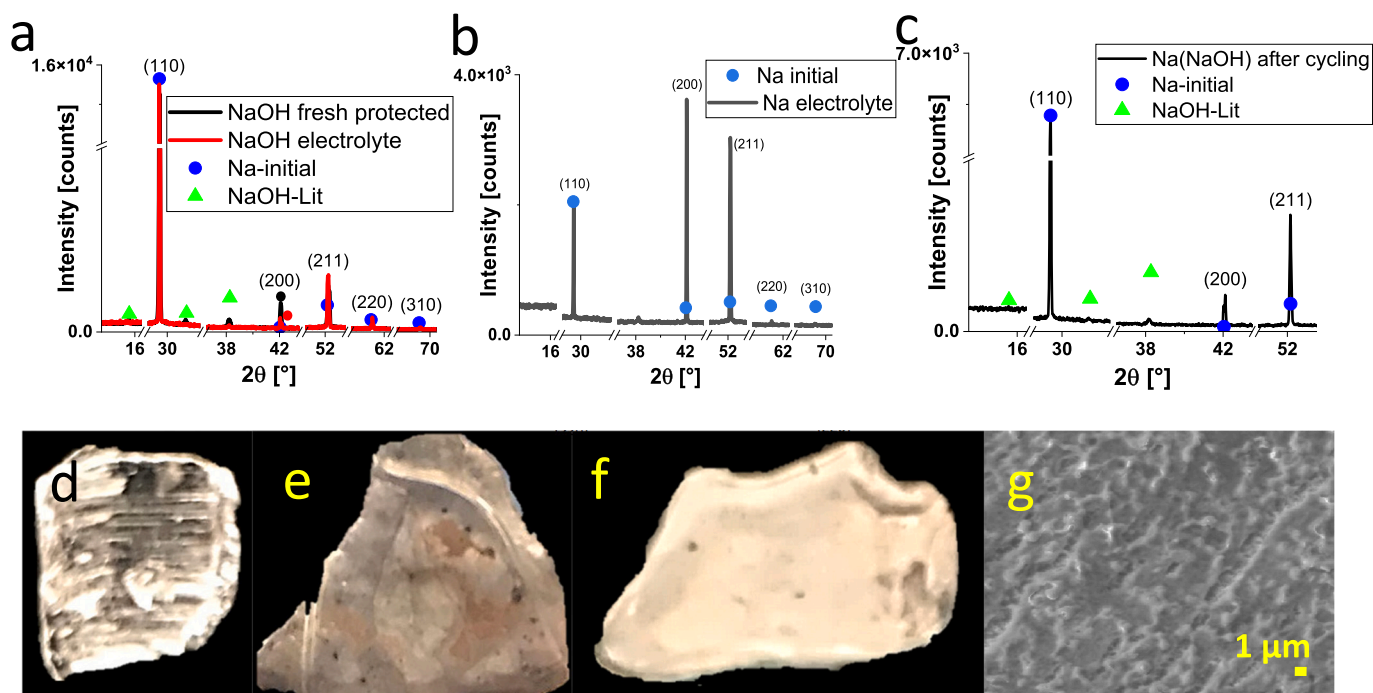 a
1.6×10⁴
Intensity [counts]
0.0
(110)
(200)
(211)
(220)
(310)
NaOH fresh protected
NaOH electrolyte
Na-initial
NaOH-Lit
16 30 38 42 52 62 70
2θ [°]
b
4.0×10³
Intensity [counts]
0.0
(110)
(200)
(211)
(220)
(310)
Na initial
Na electrolyte
16 30 38 42 52 62 70
2θ [°]
c
7.0×10³
Intensity [counts]
0.0
(110)
(200)
(211)
Na(NaOH) after cycling
Na-initial
NaOH-Lit
16 30 38 42 52
2θ [°]
d
e
f
g
1 μm